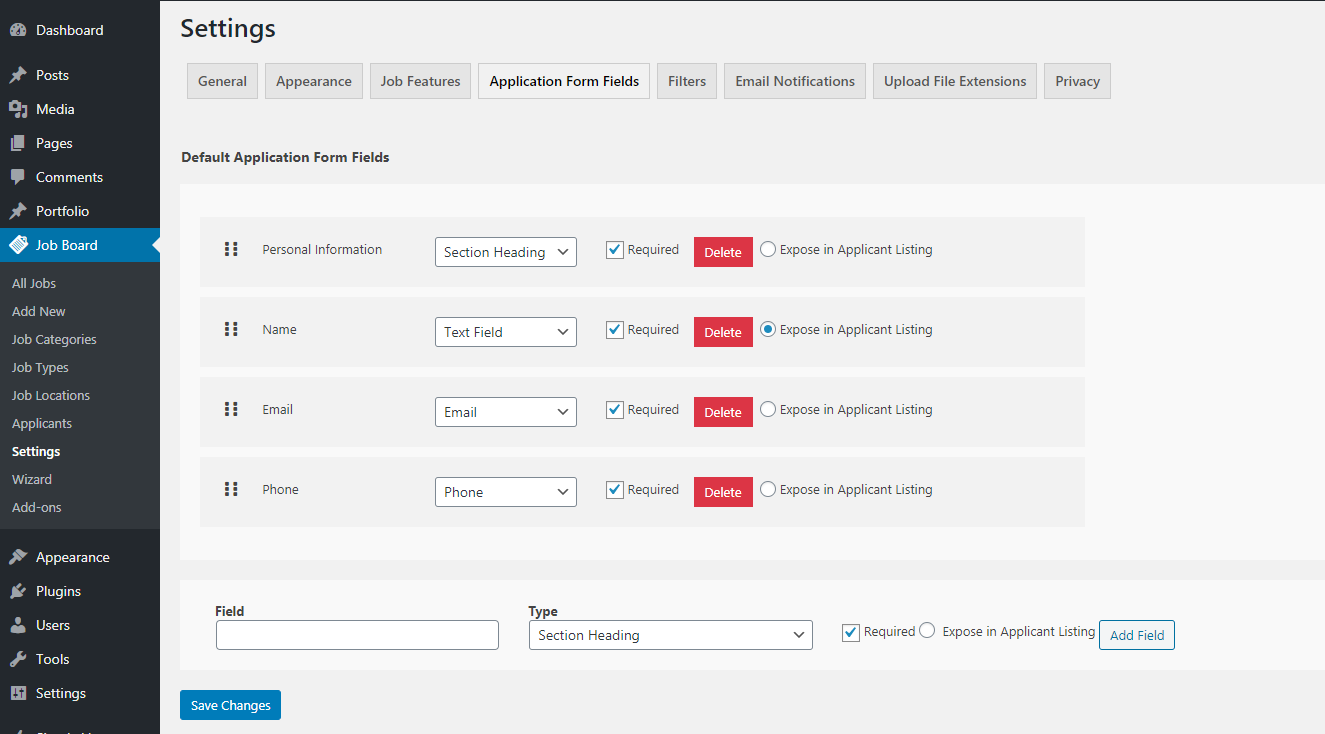 Settings
Dashboard
Posts
Media
Pages
Comments
Portfolio
Job Board
All Jobs
Add New
Job Categories
Job Types
Job Locations
Applicants
Settings
Wizard
Add-ons
Appearance
Plugins
Users
Tools
Settings
General Appearance Job Features Application Form Fields Filters Email Notifications Upload File Extensions Privacy
Default Application Form Fields
Personal Information Section Heading Required Delete Expose in Applicant Listing
Name Text Field Required Delete Expose in Applicant Listing
Email Email Required Delete Expose in Applicant Listing
Phone Phone Required Delete Expose in Applicant Listing
Field Type
Section Heading Required Expose in Applicant Listing Add Field
Save Changes